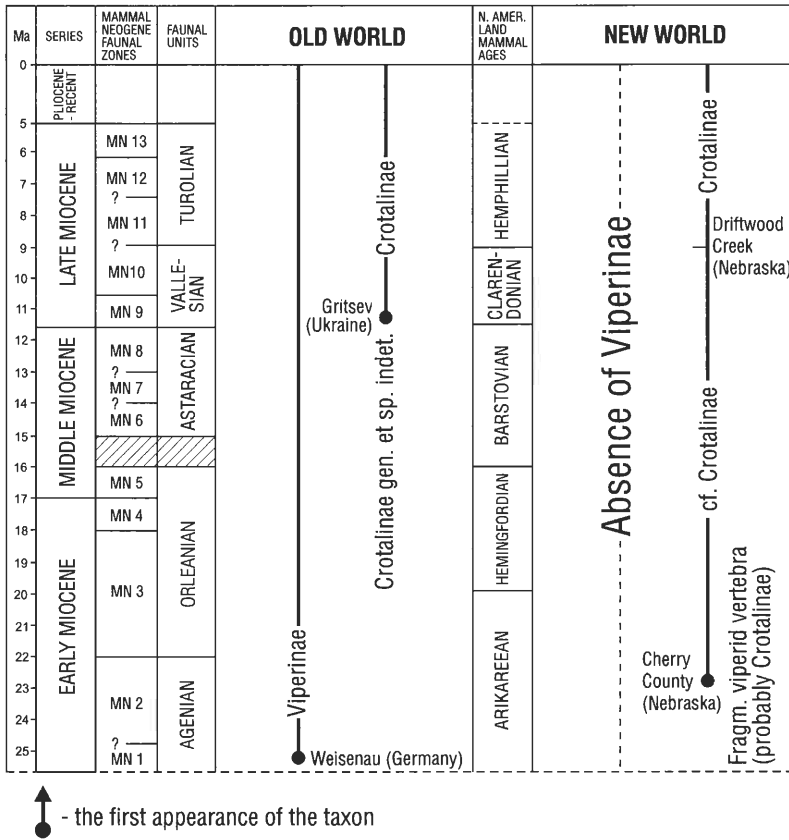 Ma
SERIES
MAMMAL
NEOGENE
FAUNAL
ZONES
FAUNAL
UNITS
OLD WORLD
N. AMER.
LAND
MAMMAL
AGES
NEW WORLD
0
5
6
7
8
9
10
11
12
13
14
15
16
17
18
19
20
21
22
23
24
25
PLIOCENE
- RECENT
LATE MIOCENE
MIDDLE MIOCENE
EARLY MIOCENE
MN 13
MN 12
?
MN 11
?
MN10
MN 9
MN 8
?
MN 7
?
MN 6
MN 5
MN 4
MN 3
MN 2
?
MN 1
TUROLIAN
VALLE-
SIAN
ASTARACIAN
ORLEANIAN
AGENIAN
Viperinae
Weisenau (Germany)
Crotalinae
Gritsev
(Ukraine)
Crotalinae gen. et sp. indet.
HEMPHILLIAN
CLAREN-
DONIAN
BARSTOVIAN
HEMINGFORDIAN
ARIKAREEAN
Absence of Viperinae
Crotalinae
Driftwood
Creek
(Nebraska)
cf. Crotalinae
Cherry
County
(Nebraska)
Fragm. viperid vertebra
(probably Crotalinae)
- the first appearance of the taxon